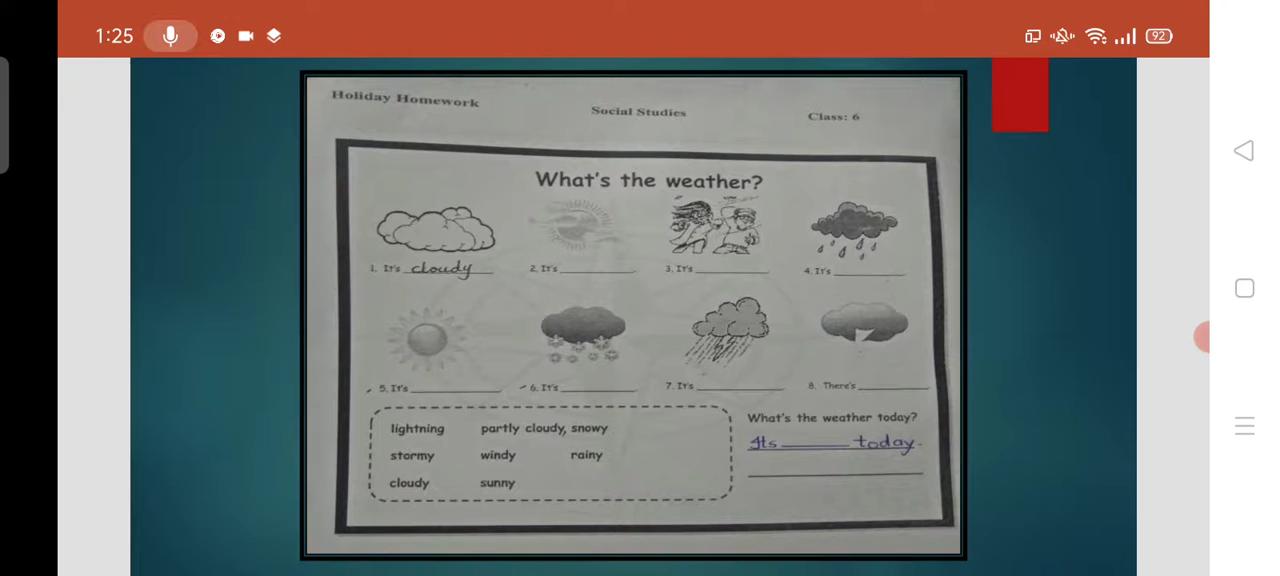 1:25
92
Holiday Homework Social Studies Class: 6
What's the weather?
1. It's cloudy 2. It's 3. It's 4. It's
5. It's 6. It's 7. It's 8. There's
lightning partly cloudy, snowy
stormy windy rainy
cloudy sunny
What's the weather today?
Its ______ today.